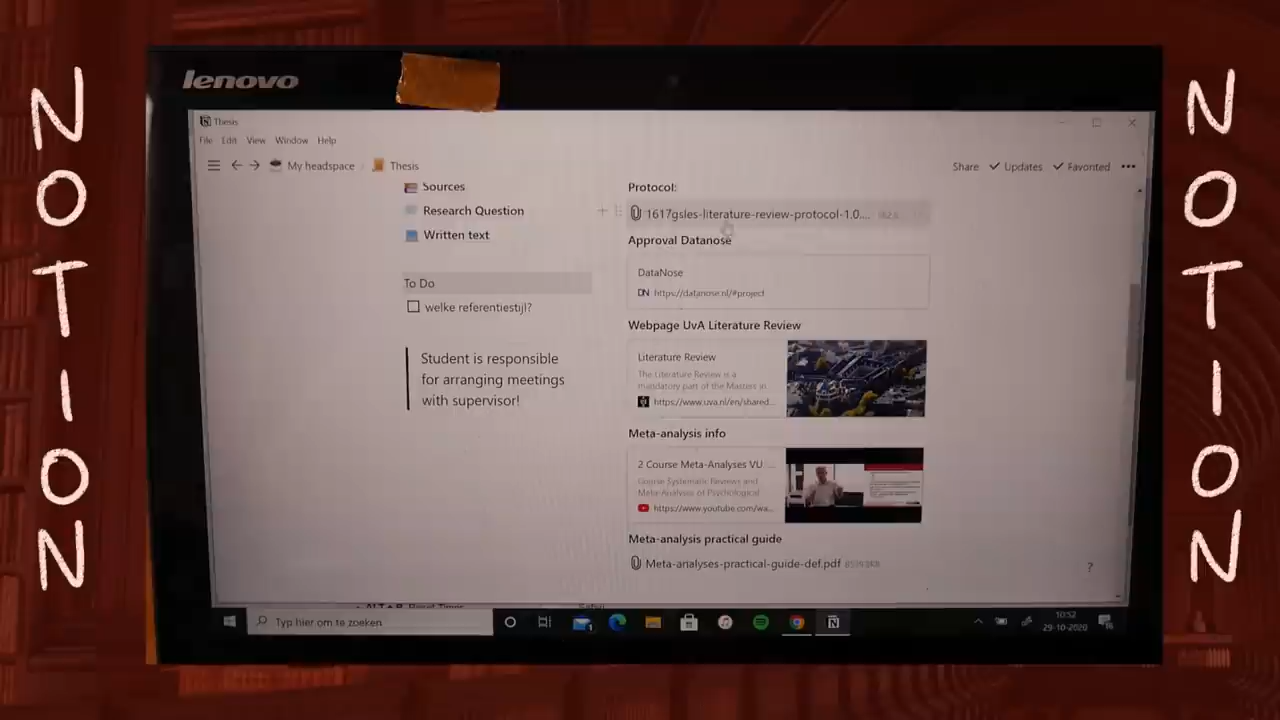 NOTION
lenovo
Thesis
File Edit View Window Help
My headspace / Thesis
Share ✓ Updates ✓ Favorited •••
Sources
Research Question
Written text
To Do
welke referentiestijl?
Student is responsible
for arranging meetings
with supervisor!
Protocol:
1617gsles-literature-review-protocol-1.0....
Approval Datanose
DataNose
DN https://datanose.nl/#project
Webpage UvA Literature Review
Literature Review
The Literature Review is a
mandatory part of the Masters in
https://www.uva.nl/en/shared...
Meta-analysis info
2 Course Meta-Analyses VU ...
Course Systematic Reviews and
Meta-Analysis of Psychological
https://www.youtube.com/wa...
Meta-analysis practical guide
Meta-analyses-practical-guide-def.pdf
?
ALT + R Reset Timer
Typ hier om te zoeken
10:52
29-10-2020
NOTION